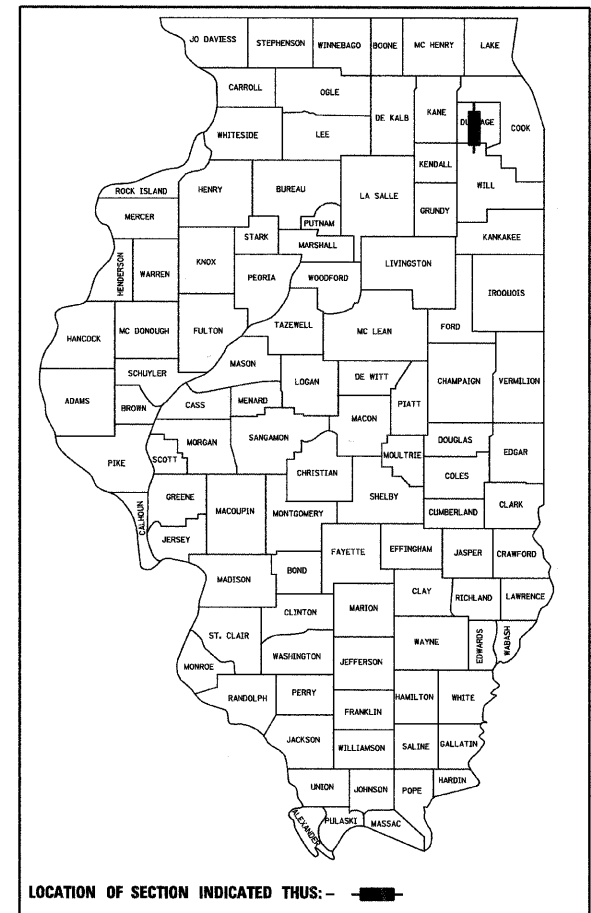 JO DAVIESS
STEPHENSON
WINNEBAGO
BOONE
MC HENRY
LAKE
CARROLL
OGLE
DE KALB
KANE
COOK
WHITESIDE
LEE
KENDALL
WILL
ROCK ISLAND
HENRY
BUREAU
LA SALLE
GRUNDY
MERCER
PUTNAM
KANKAKEE
STARK
MARSHALL
HENDERSON
WARREN
KNOX
PEORIA
WOODFORD
LIVINGSTON
IROQUOIS
HANCOCK
MC DONOUGH
FULTON
TAZEWELL
MC LEAN
FORD
SCHUYLER
MASON
DE WITT
CHAMPAIGN
VERMILION
ADAMS
BROWN
CASS
MENARD
LOGAN
PIATT
MACON
MORGAN
SANGAMON
DOUGLAS
PIKE
SCOTT
CHRISTIAN
MOULTRIE
COLES
EDGAR
GREENE
MACOUPIN
MONTGOMERY
SHELBY
CUMBERLAND
CLARK
CALHOUN
JERSEY
FAYETTE
EFFINGHAM
JASPER
CRAWFORD
MADISON
BOND
CLAY
RICHLAND
LAWRENCE
CLINTON
MARION
ST. CLAIR
WAYNE
EDWARDS
WABASH
WASHINGTON
JEFFERSON
MONROE
RANDOLPH
PERRY
HAMILTON
WHITE
FRANKLIN
JACKSON
WILLIAMSON
SALINE
GALLATIN
UNION
JOHNSON
POPE
HARDIN
ALEXANDER
PULASKI
MASSAC
LOCATION OF SECTION INDICATED THUS: -